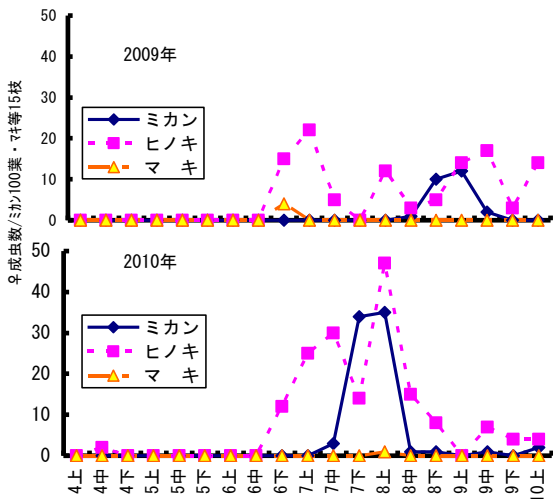 ♀成虫数/ミカン100葉・マキ等15枝
50
40
30
20
10
0
2009年
ミカン
ヒノキ
マ キ
50
40
30
20
10
0
2010年
ミカン
ヒノキ
マ キ
4上
4中
4下
5上
5中
5下
6上
6中
6下
7上
7中
7下
8上
8中
8下
9上
9中
9下
10上